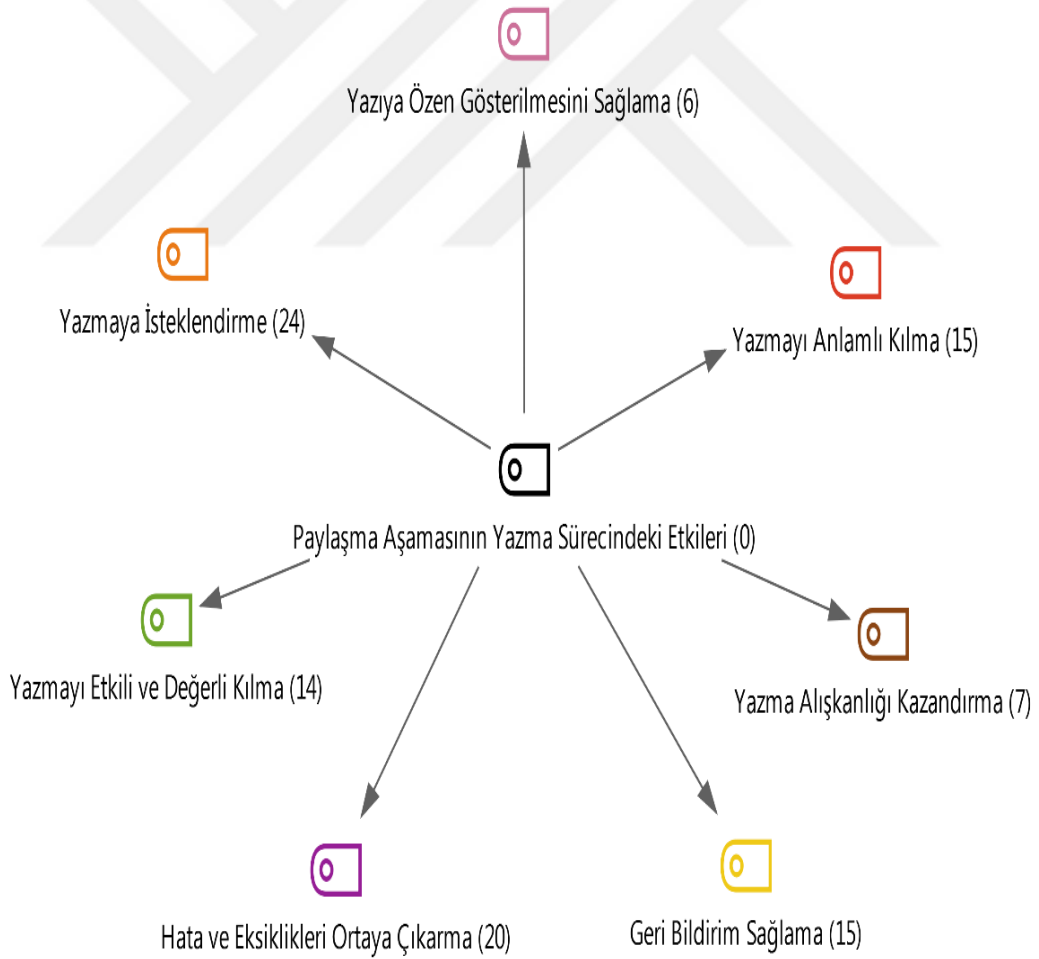 Yazıya Özen Gösterilmesini Sağlama (6)
Yazmaya İsteklendirme (24)
Yazmayı Anlamlı Kılma (15)
Paylaşma Aşamasının Yazma Sürecindeki Etkileri (0)
Yazmayı Etkili ve Değerli Kılma (14)
Yazma Alışkanlığı Kazandırma (7)
Hata ve Eksiklikleri Ortaya Çıkarma (20)
Geri Bildirim Sağlama (15)